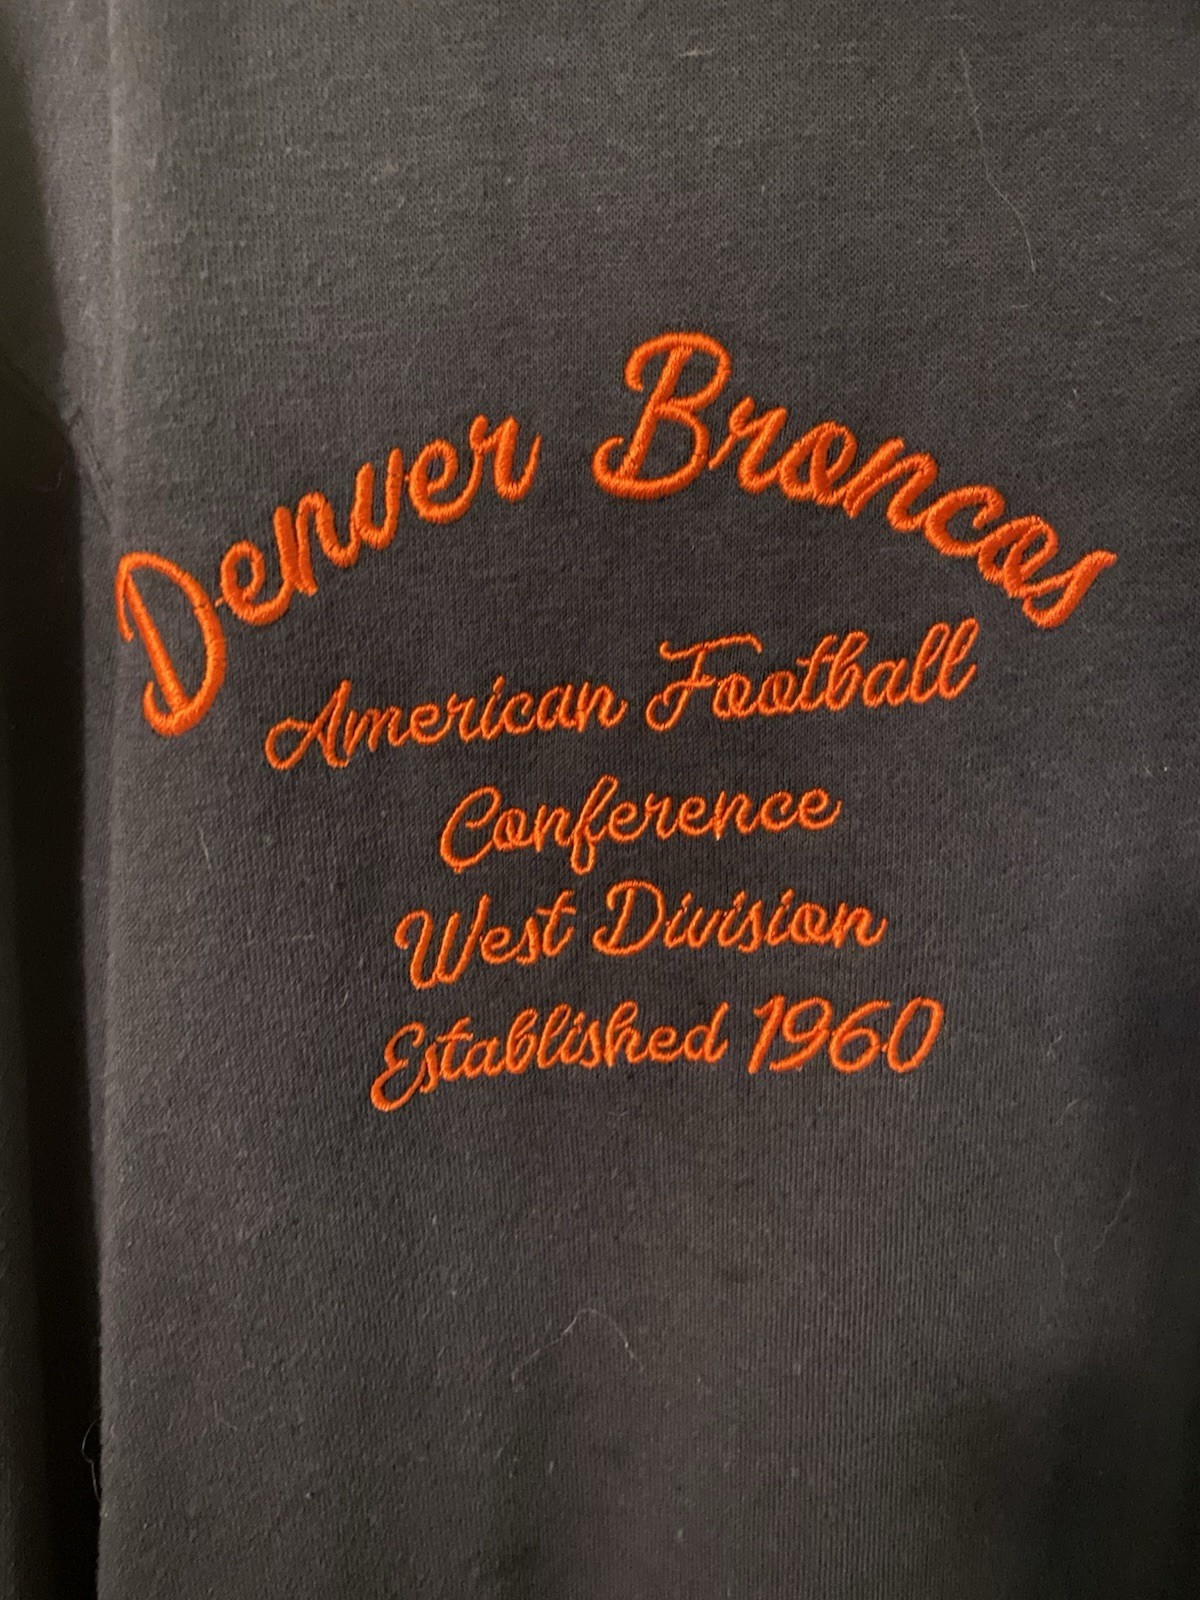 Denver Broncos
American Football
Conference
West Division
Established 1960